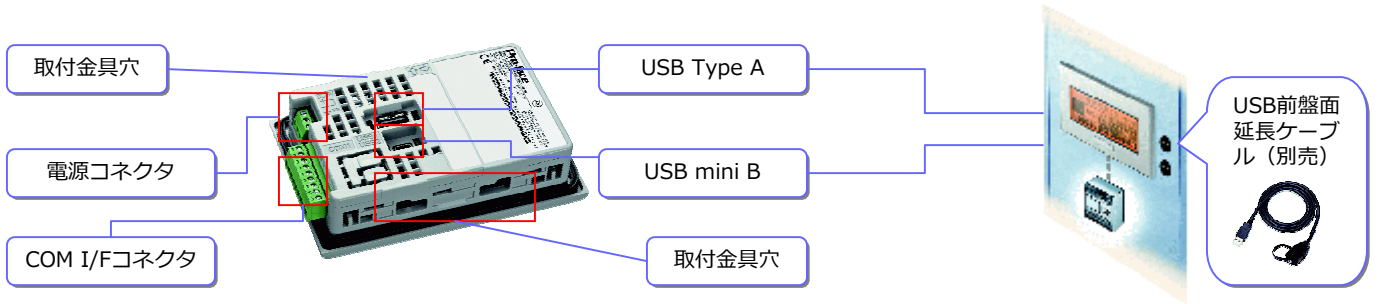 取付金具穴
電源コネクタ
COM I/Fコネクタ
Pro-face
USB Type A
USB mini B
取付金具穴
USB前盤面
延長ケーブ
ル（別売）